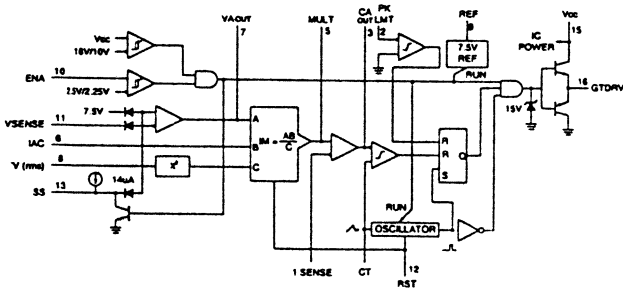 VAOUT
7
MULT
5
CA
OUT
3
PK
LMT
2
REF
9
Vcc
15
Vcc
16V/10V
7.5V
REF
IC
POWER
ENA
10
2.5V/2.25V
RUN
16
GTDRV
7.5V
15V
VSENSE
11
A
IM = AB/C
IAC
6
B
R
R
V (rms)
8
X²
C
S
SS
13
14uA
RUN
OSCILLATOR
1 SENSE
CT
12
RST